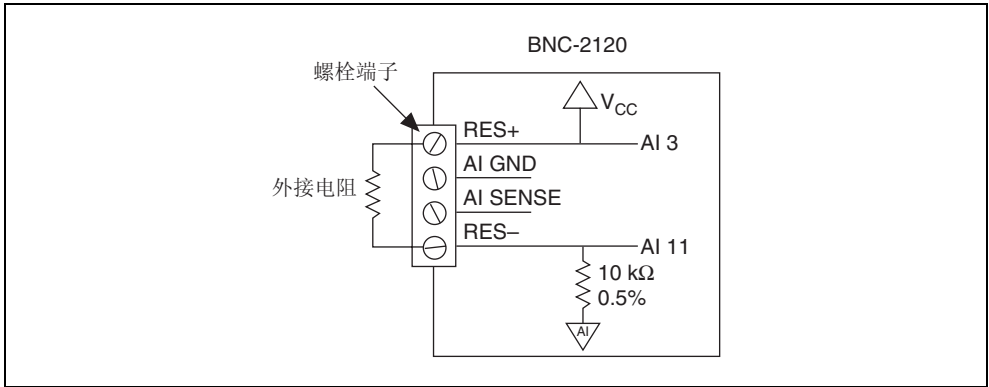 BNC-2120
螺栓端子
VCC
RES+
AI 3
AI GND
外接电阻
AI SENSE
RES–
AI 11
10 kΩ
0.5%
AI